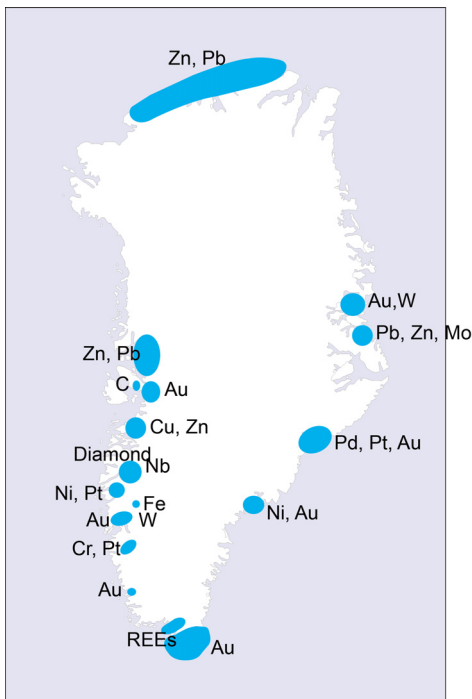 Zn, Pb
Au,W
Pb, Zn, Mo
Zn, Pb
C
Au
Cu, Zn
Pd, Pt, Au
Diamond
Nb
Ni, Pt
Fe
Ni, Au
Au
W
Cr, Pt
Au
REEs
Au